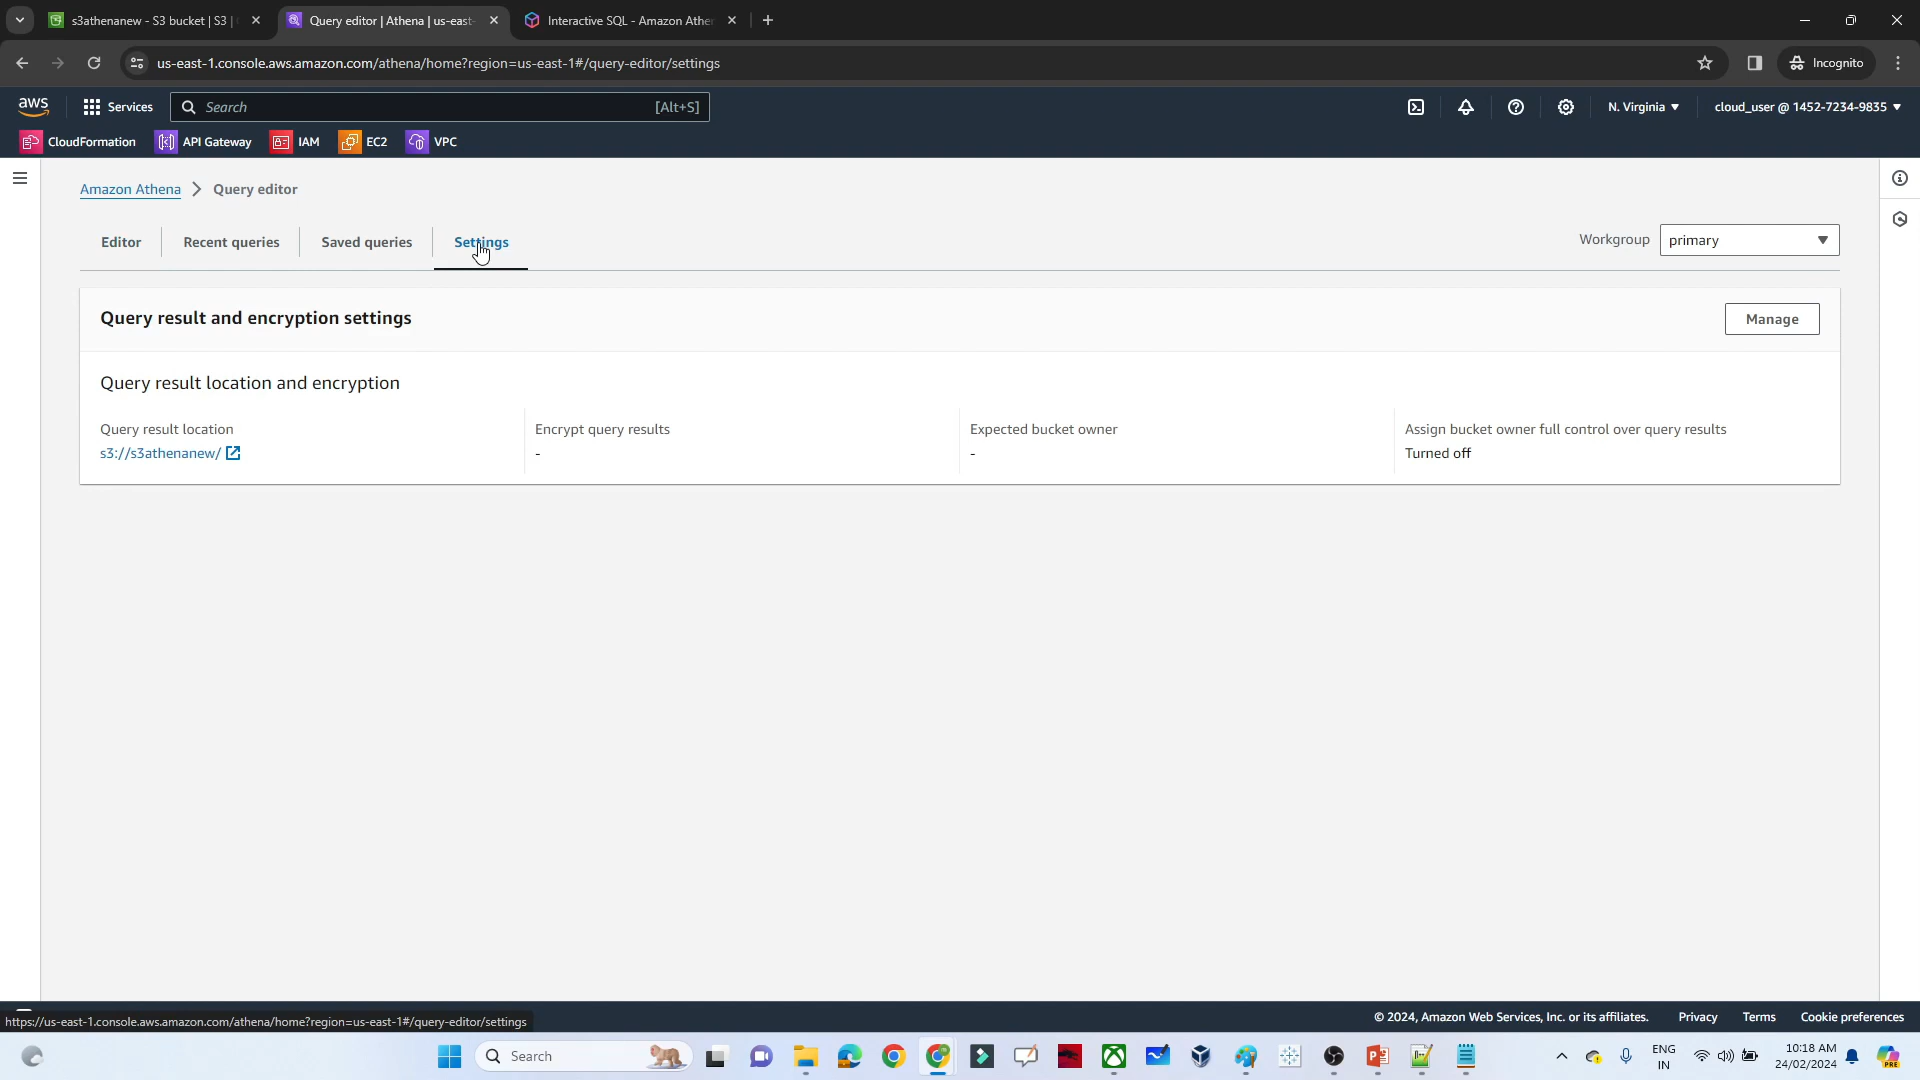 s3athenanew - S3 bucket | S3 |
Query editor | Athena | us-east-
Interactive SQL - Amazon Athe
us-east-1.console.aws.amazon.com/athena/home?region=us-east-1#/query-editor/settings
Incognito
aws
Services
Search
[Alt+S]
N. Virginia
cloud_user @ 1452-7234-9835
CloudFormation
API Gateway
IAM
EC2
VPC
Amazon Athena
Query editor
Editor
Recent queries
Saved queries
Settings
Workgroup
primary
Query result and encryption settings
Manage
Query result location and encryption
Query result location
Encrypt query results
Expected bucket owner
Assign bucket owner full control over query results
s3://s3athenanew/
-
-
Turned off
https://us-east-1.console.aws.amazon.com/athena/home?region=us-east-1#/query-editor/settings
© 2024, Amazon Web Services, Inc. or its affiliates.
Privacy
Terms
Cookie preferences
Search
ENG
IN
10:18 AM
24/02/2024
PRE